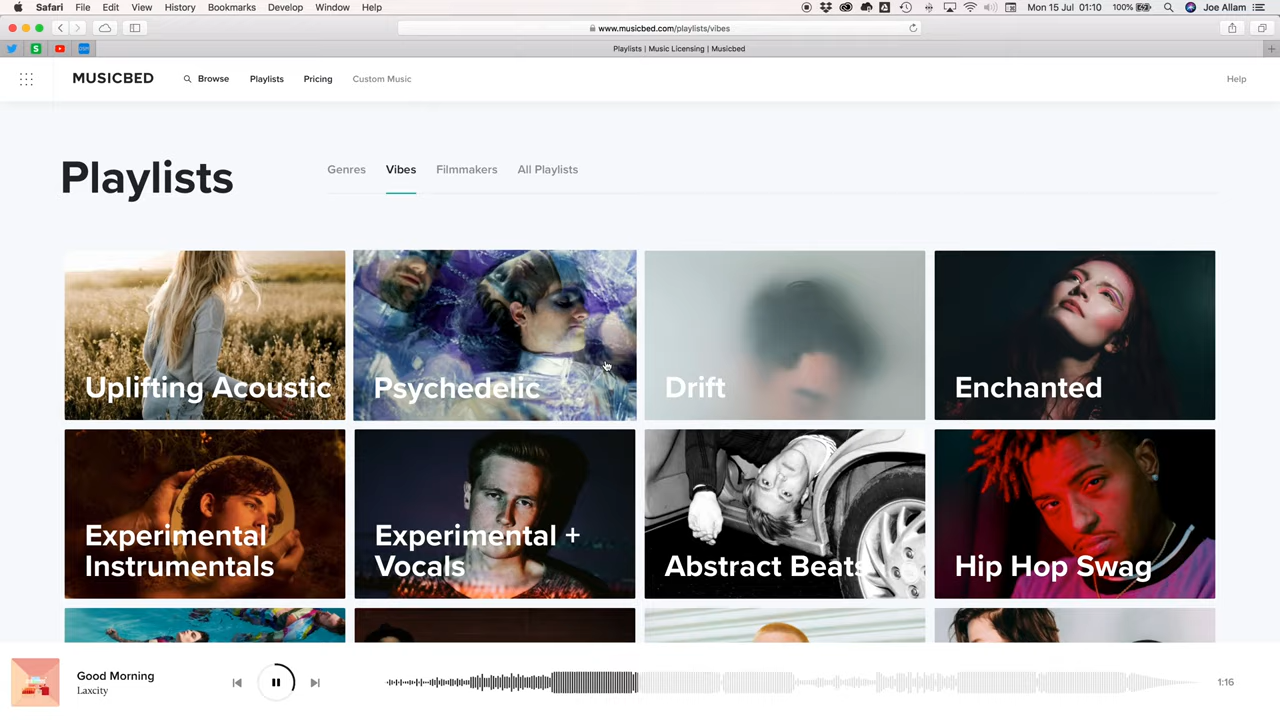 Safari File Edit View History Bookmarks Develop Window Help 100% Mon 15 Jul 01:10 Joe Allam
www.musicbed.com/playlists/vibes
Playlists | Music Licensing | Musicbed
MUSICBED Browse Playlists Pricing Custom Music Help
Playlists Genres Vibes Filmmakers All Playlists
Uplifting Acoustic
Psychedelic
Drift
Enchanted
Experimental
Instrumentals
Experimental +
Vocals
Abstract Beats
Hip Hop Swag
Good Morning
Laxcity
1:16